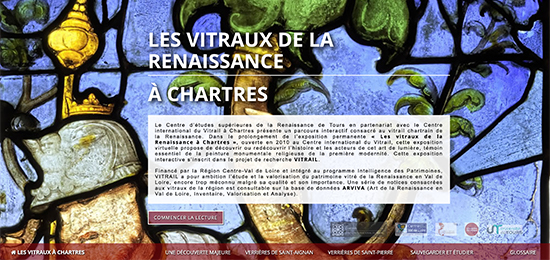 LES VITRAUX DE LA
RENAISSANCE
À CHARTRES
Le Centre d'études supérieures de la Renaissance de Tours en partenariat avec le Centre
international du Vitrail à Chartres présente un parcours interactif consacré au vitrail chartrain de
la Renaissance. Dans le prolongement de l'exposition permanente « Les vitraux de la
Renaissance à Chartres », ouverte en 2010 au Centre international du Vitrail, cette exposition
virtuelle propose de découvrir ou redécouvrir l'histoire et les acteurs de cet art de lumière, témoin
essentiel de la peinture monumentale religieuse de la première modernité. Cette exposition
interactive s'inscrit dans le projet de recherche VITRAIL.
Financé par la Région Centre-Val de Loire et intégré au programme Intelligence des Patrimoines,
VITRAIL a pour ambition l'étude et la valorisation du patrimoine vitré de la Renaissance en Val de
Loire, encore trop méconnu malgré sa qualité et son importance. Une série de notices consacrées
aux vitraux de la région est consultable sur la base de données ARVIVA (Art de la Renaissance en
Val de Loire, Inventaire, Valorisation et Analyse).
COMMENCER LA LECTURE
LES VITRAUX À CHARTRES
UNE DÉCOUVERTE MAJEURE
VERRIÈRES DE SAINT-AIGNAN
VERRIÈRES DE SAINT-PIERRE
SAUVEGARDER ET ÉTUDIER
GLOSSAIRE